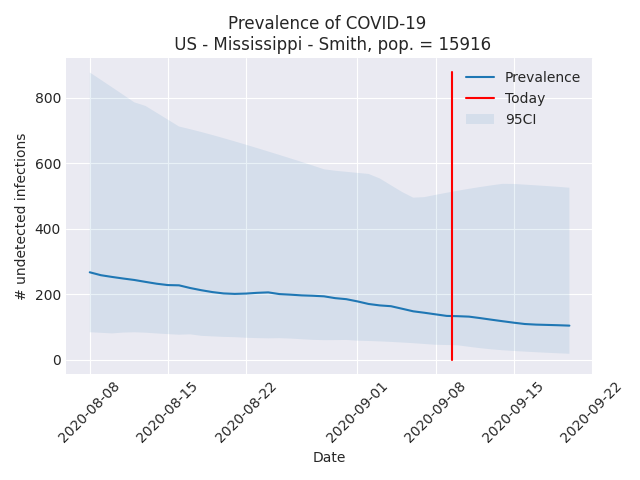 Prevalence of COVID-19
US - Mississippi - Smith, pop. = 15916
Prevalence
Today
95CI
# undetected infections
800
600
400
200
0
2020-08-08
2020-08-15
2020-08-22
2020-09-01
2020-09-08
2020-09-15
2020-09-22
Date